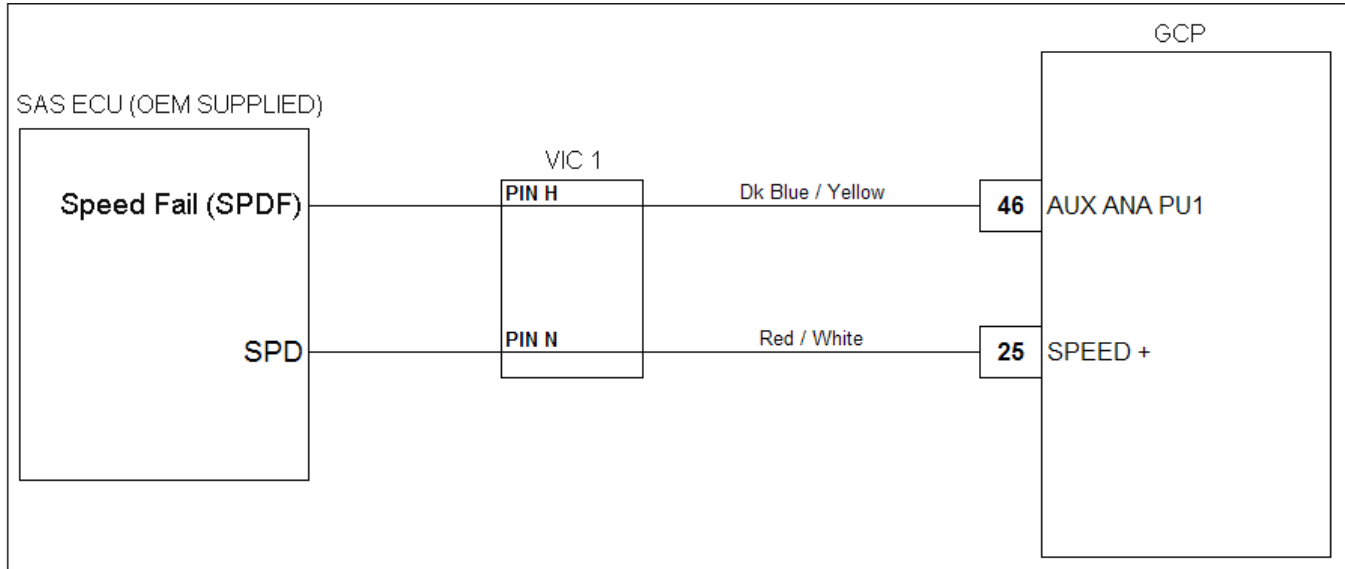 GCP
SAS ECU (OEM SUPPLIED)
VIC 1
Speed Fail (SPDF)
PIN H
Dk Blue / Yellow
46
AUX ANA PU1
SPD
PIN N
Red / White
25
SPEED +